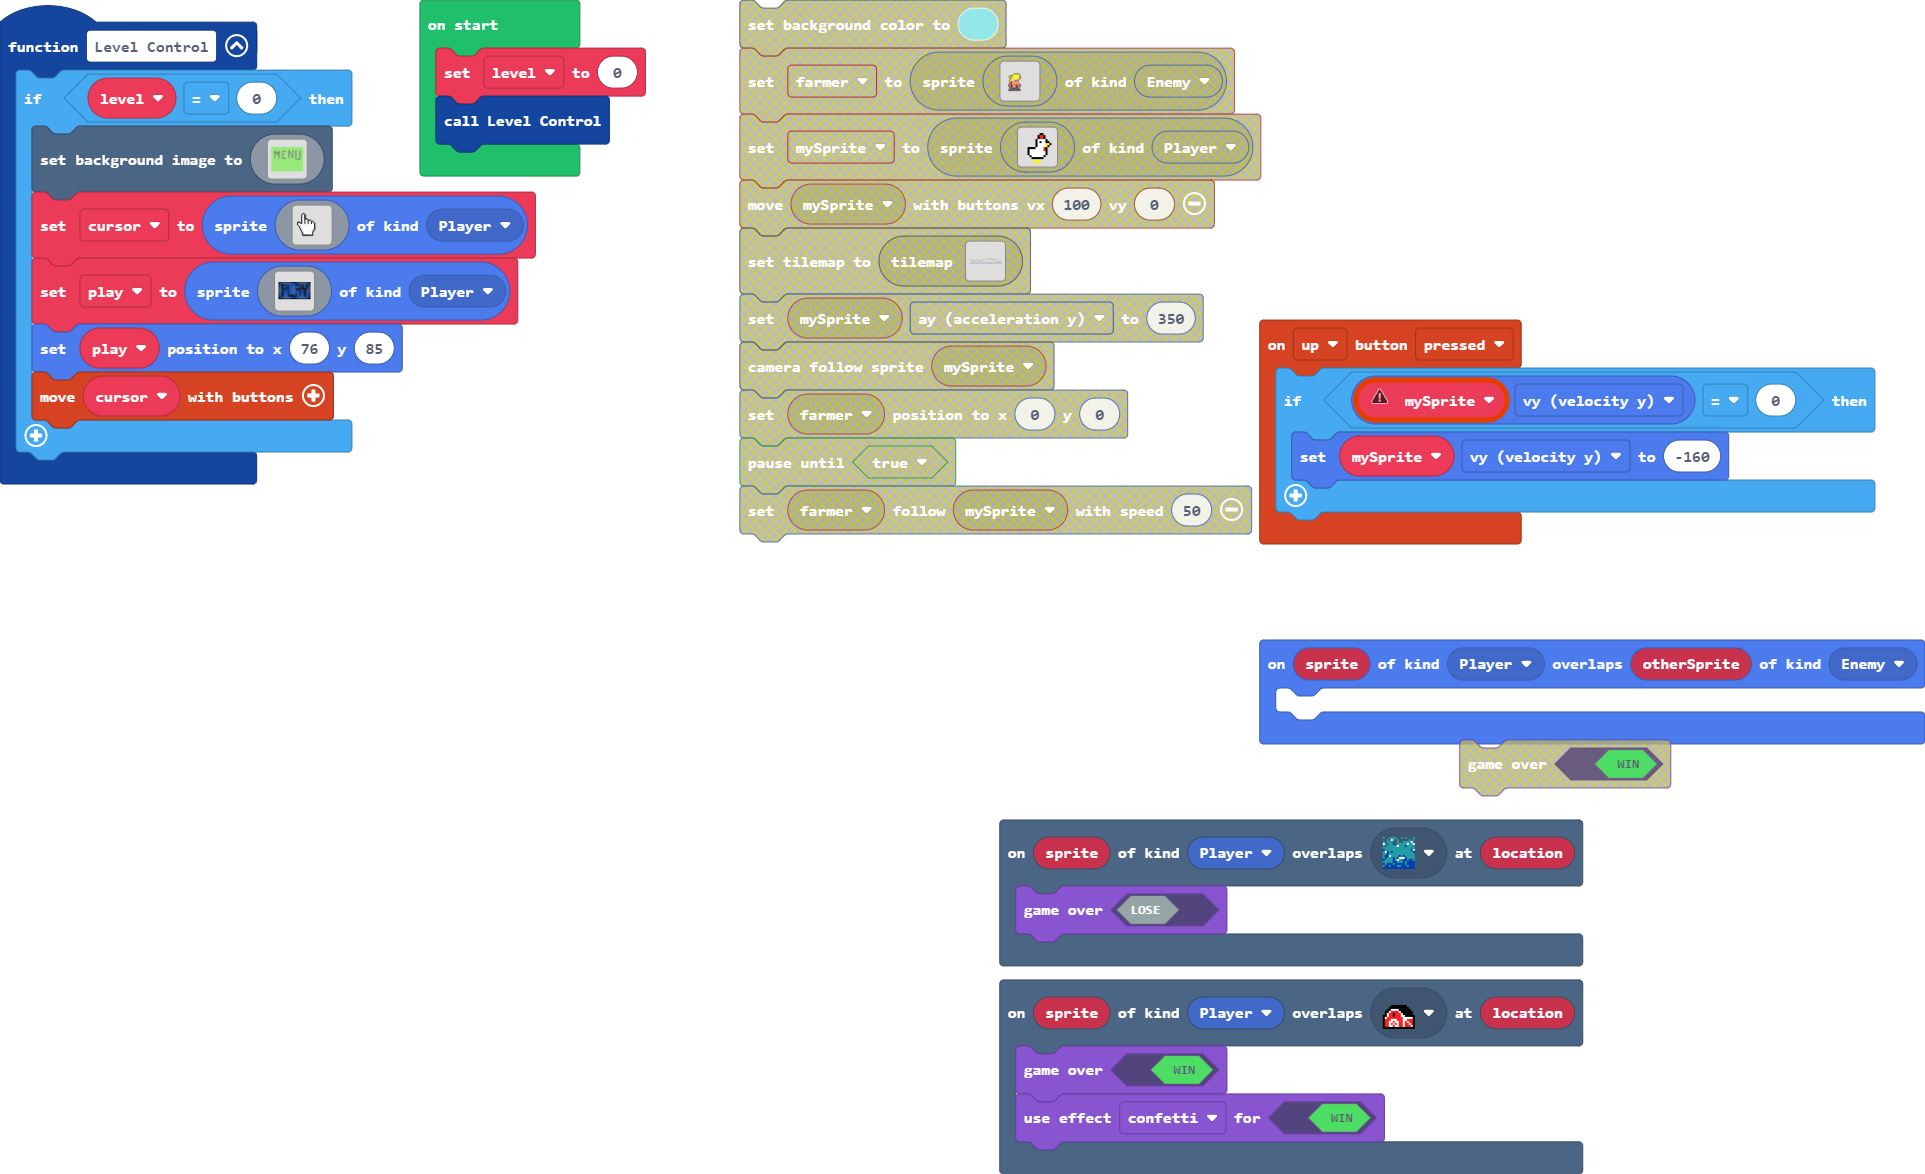 function Level Control
if level = 0 then
set background image to MENU
set cursor to sprite of kind Player
set play to sprite PLAY of kind Player
set play position to x 76 y 85
move cursor with buttons
on start
set level to 0
call Level Control
set background color to
set farmer to sprite of kind Enemy
set mySprite to sprite of kind Player
move mySprite with buttons vx 100 vy 0
set tilemap to tilemap
set mySprite ay (acceleration y) to 350
camera follow sprite mySprite
set farmer position to x 0 y 0
pause until true
set farmer follow mySprite with speed 50
on up button pressed
if mySprite vy (velocity y) = 0 then
set mySprite vy (velocity y) to -160
on sprite of kind Player overlaps otherSprite of kind Enemy
game over WIN
on sprite of kind Player overlaps at location
game over LOSE
on sprite of kind Player overlaps at location
game over WIN
use effect confetti for WIN